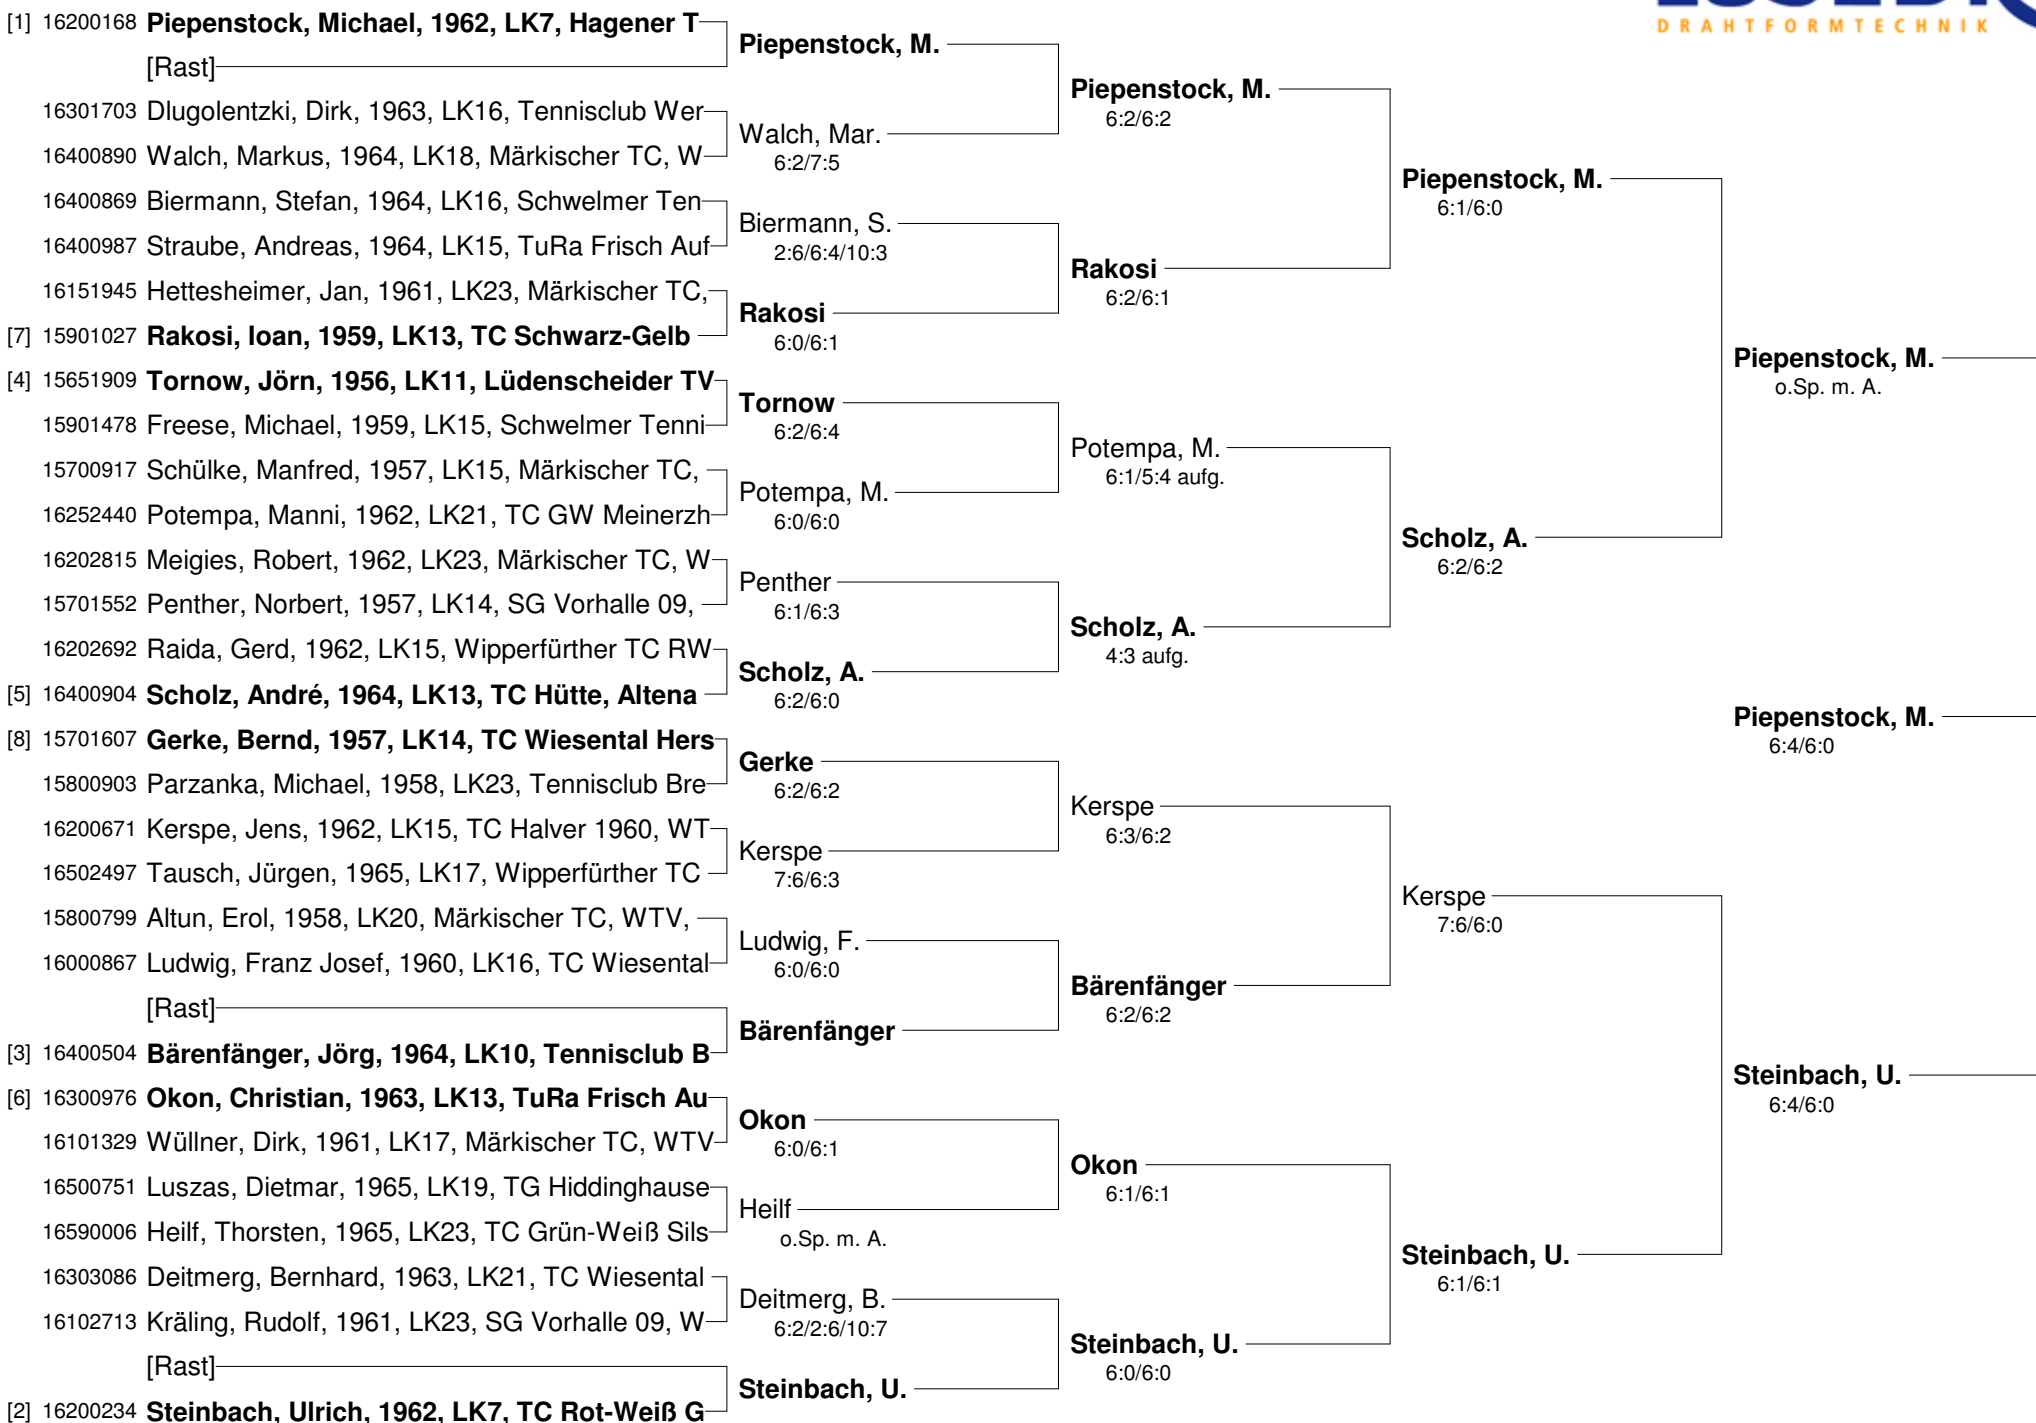 DRAHTFORMTECHNIK
[1] 16200168 Piepenstock, Michael, 1962, LK7, Hagener T
[Rast]
16301703 Dlugolentzki, Dirk, 1963, LK16, Tennisclub Wer
16400890 Walch, Markus, 1964, LK18, Märkischer TC, W
16400869 Biermann, Stefan, 1964, LK16, Schwelmer Ten
16400987 Straube, Andreas, 1964, LK15, TuRa Frisch Auf
16151945 Hettesheimer, Jan, 1961, LK23, Märkischer TC,
[7] 15901027 Rakosi, Ioan, 1959, LK13, TC Schwarz-Gelb
[4] 15651909 Tornow, Jörn, 1956, LK11, Lüdenscheider TV
15901478 Freese, Michael, 1959, LK15, Schwelmer Tenni
15700917 Schülke, Manfred, 1957, LK15, Märkischer TC,
16252440 Potempa, Manni, 1962, LK21, TC GW Meinerzh
16202815 Meigies, Robert, 1962, LK23, Märkischer TC, W
15701552 Penther, Norbert, 1957, LK14, SG Vorhalle 09,
16202692 Raida, Gerd, 1962, LK15, Wipperfürther TC RW
[5] 16400904 Scholz, André, 1964, LK13, TC Hütte, Altena
[8] 15701607 Gerke, Bernd, 1957, LK14, TC Wiesental Hers
15800903 Parzanka, Michael, 1958, LK23, Tennisclub Bre
16200671 Kerspe, Jens, 1962, LK15, TC Halver 1960, WT
16502497 Tausch, Jürgen, 1965, LK17, Wipperfürther TC
15800799 Altun, Erol, 1958, LK20, Märkischer TC, WTV,
16000867 Ludwig, Franz Josef, 1960, LK16, TC Wiesental
[Rast]
[3] 16400504 Bärenfänger, Jörg, 1964, LK10, Tennisclub B
[6] 16300976 Okon, Christian, 1963, LK13, TuRa Frisch Au
16101329 Wüllner, Dirk, 1961, LK17, Märkischer TC, WTV
16500751 Luszas, Dietmar, 1965, LK19, TG Hiddinghause
16590006 Heilf, Thorsten, 1965, LK23, TC Grün-Weiß Sils
16303086 Deitmerg, Bernhard, 1963, LK21, TC Wiesental
16102713 Kräling, Rudolf, 1961, LK23, SG Vorhalle 09, W
[Rast]
[2] 16200234 Steinbach, Ulrich, 1962, LK7, TC Rot-Weiß G
Piepenstock, M.
Walch, Mar.
6:2/7:5
Biermann, S.
2:6/6:4/10:3
Rakosi
6:0/6:1
Tornow
6:2/6:4
Potempa, M.
6:0/6:0
Penther
6:1/6:3
Scholz, A.
6:2/6:0
Gerke
6:2/6:2
Kerspe
7:6/6:3
Ludwig, F.
6:0/6:0
Bärenfänger
Okon
6:0/6:1
Heilf
o.Sp. m. A.
Deitmerg, B.
6:2/2:6/10:7
Steinbach, U.
Piepenstock, M.
6:2/6:2
Rakosi
6:2/6:1
Potempa, M.
6:1/5:4 aufg.
Scholz, A.
4:3 aufg.
Kerspe
6:3/6:2
Bärenfänger
6:2/6:2
Okon
6:1/6:1
Steinbach, U.
6:0/6:0
Piepenstock, M.
6:1/6:0
Scholz, A.
6:2/6:2
Kerspe
7:6/6:0
Steinbach, U.
6:1/6:1
Piepenstock, M.
o.Sp. m. A.
Piepenstock, M.
6:4/6:0
Steinbach, U.
6:4/6:0